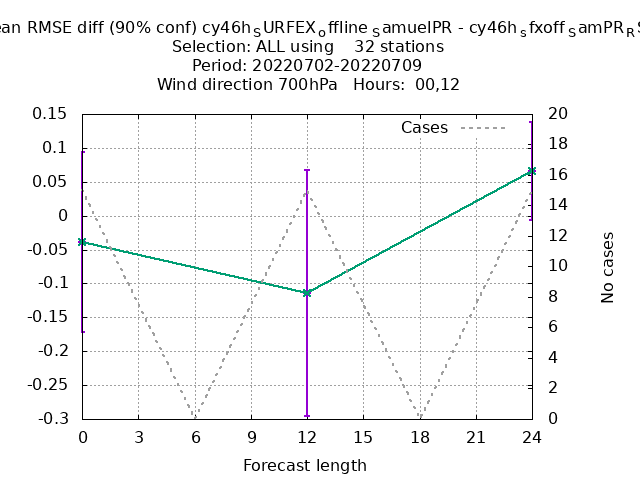 ean RMSE diff (90% conf) cy46h_SURFEX_offline_SamuelPR - cy46h_sfxoff_SamPR_RS
Selection: ALL using 32 stations
Period: 20220702-20220709
Wind direction 700hPa Hours: 00,12
Cases
0.15
0.1
0.05
0
-0.05
-0.1
-0.15
-0.2
-0.25
-0.3
20
18
16
14
12
10
8
6
4
2
0
No cases
0 3 6 9 12 15 18 21 24
Forecast length